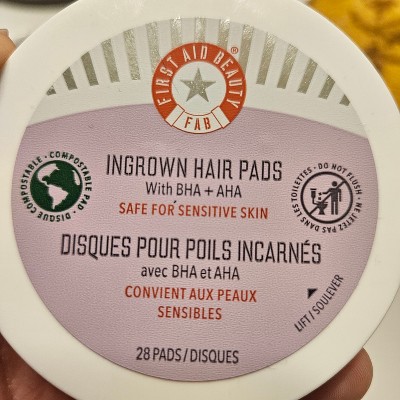 FIRST AID BEAUTY®
FAB
COMPOSTABLE PAD • DISQUE COMPOSTABLE •
DO NOT FLUSH • NE JETEZ PAS DANS LES TOILETTES •
INGROWN HAIR PADS
With BHA + AHA
SAFE FOR SENSITIVE SKIN
DISQUES POUR POILS INCARNÉS
avec BHA et AHA
CONVIENT AUX PEAUX
SENSIBLES
LIFT/SOULEVER
28 PADS/DISQUES